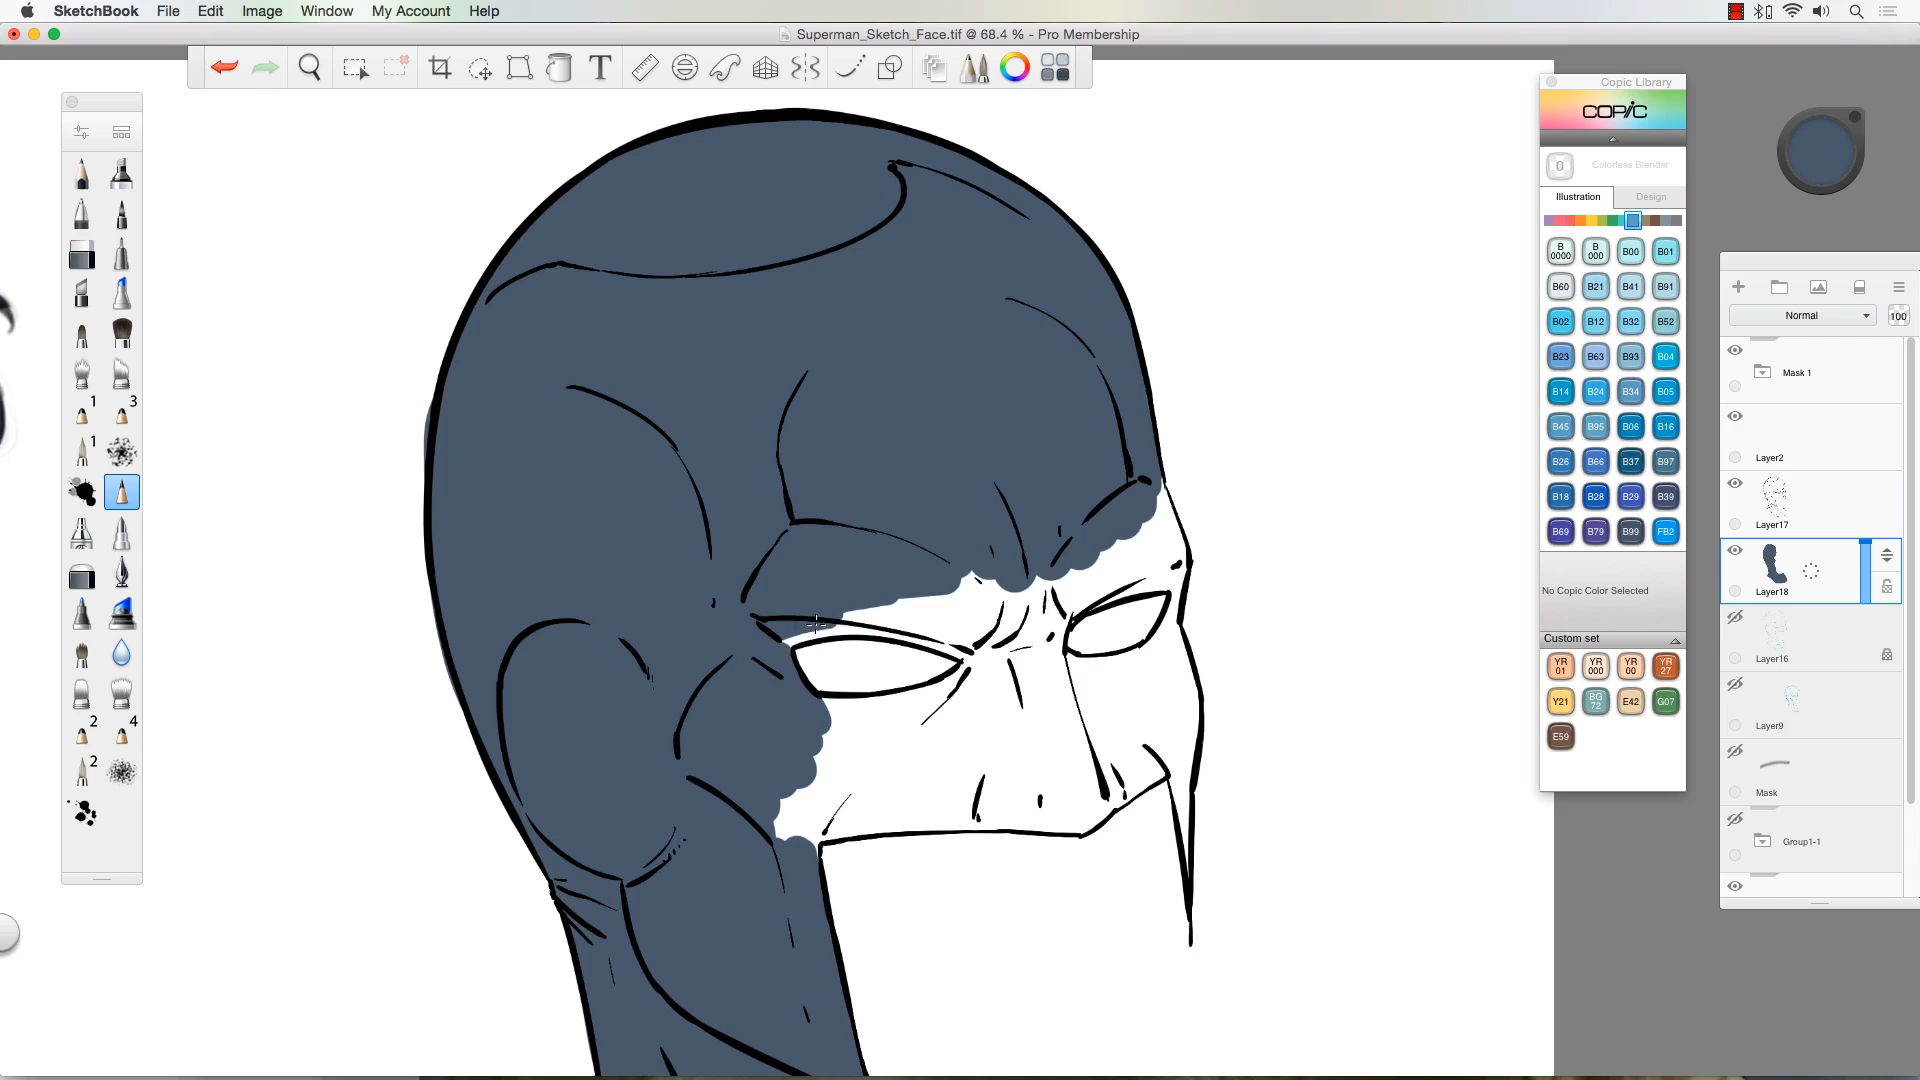 SketchBook File Edit Image Window My Account Help
Superman_Sketch_Face.tif @ 68.4 % - Pro Membership
T
Copic Library
COPiC
0 Colorless Blender
Illustration Design
B 0000 B 000 B00 B01
B60 B21 B41 B91
B02 B12 B32 B52
B23 B63 B93 B04
B14 B24 B34 B05
B45 B95 B06 B16
B26 B66 B37 B97
B18 B28 B29 B39
B69 B79 B99 FB2
No Copic Color Selected
Custom set
YR 01 YR 000 YR 00 YR 27
Y21 BG 72 E42 G07
E59
1 3
1
2 4
2
Normal 100
Mask 1
Layer2
Layer17
Layer18
Layer16
Layer9
Mask
Group1-1